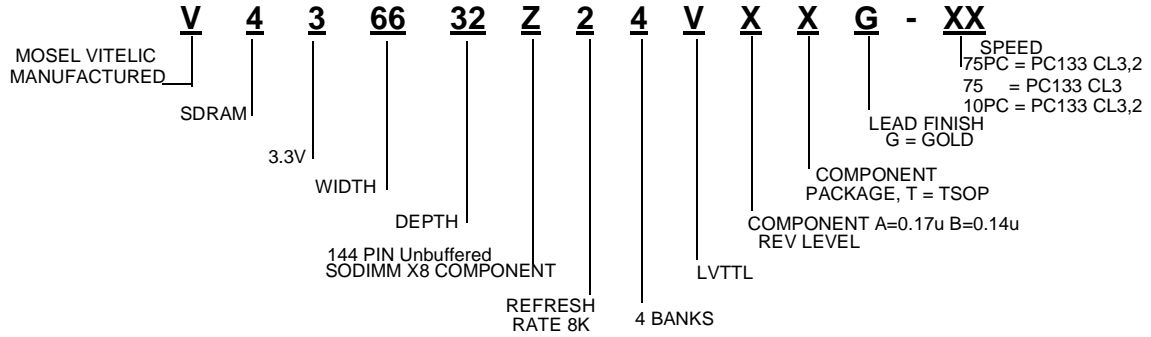 V 4 3 66 32 Z 2 4 V X X G - XX
MOSEL VITELIC
MANUFACTURED
SDRAM
3.3V
WIDTH
DEPTH
144 PIN Unbuffered
SODIMM X8 COMPONENT
REFRESH
RATE 8K
4 BANKS
LVTTL
COMPONENT A=0.17u B=0.14u
REV LEVEL
COMPONENT
PACKAGE, T = TSOP
LEAD FINISH
G = GOLD
SPEED
75PC = PC133 CL3,2
75 = PC133 CL3
10PC = PC133 CL3,2